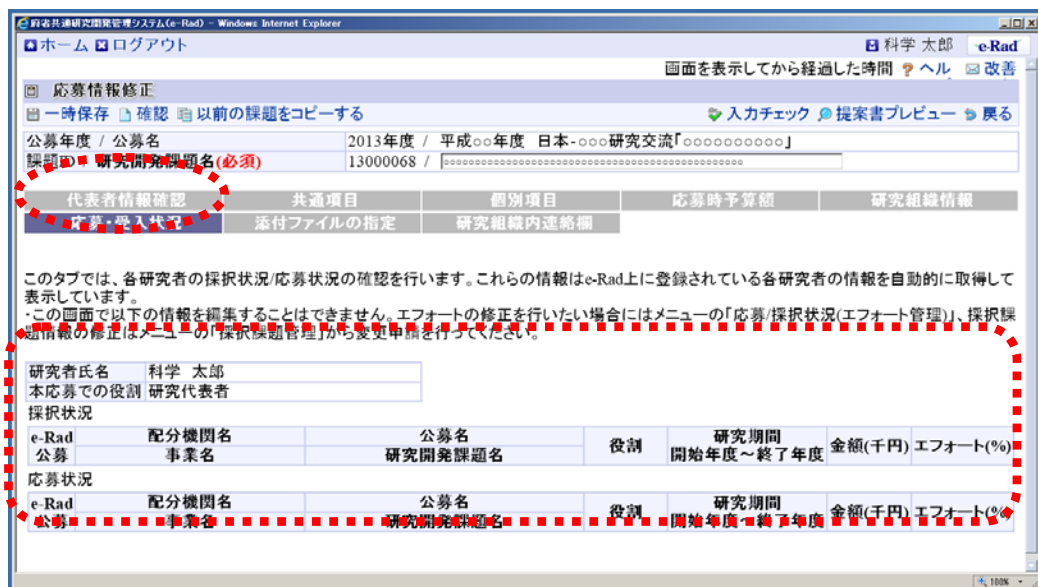 府省共通研究開発管理システム(e-Rad) - Windows Internet Explorer
ホーム ログアウト 科学 太郎 e-Rad
画面を表示してから経過した時間 ヘル 改善
応募情報修正
一時保存 確認 以前の課題をコピーする 入力チェック 提案書プレビュー 戻る
公募年度 / 公募名 2013年度 / 平成○○年度 日本-○○○研究交流「○○○○○○○○○○」
課題ID / 研究開発課題名(必須) 13000068 /
代表者情報確認 共通項目 個別項目 応募時予算額 研究組織情報
応募・受入状況 添付ファイルの指定 研究組織内連絡欄
このタブでは、各研究者の採択状況/応募状況の確認を行います。これらの情報はe-Rad上に登録されている各研究者の情報を自動的に取得して
表示しています。
・この画面で以下の情報を編集することはできません。エフォートの修正を行いたい場合にはメニューの「応募/採択状況(エフォート管理)」、採択課
題情報の修正はメニューの「採択課題管理」から変更申請を行ってください。
研究者氏名 科学 太郎
本応募での役割 研究代表者
採択状況
e-Rad 配分機関名 公募名 役割 研究期間 金額(千円) エフォート(%)
公募 事業名 研究開発課題名 開始年度～終了年度
応募状況
e-Rad 配分機関名 公募名 役割 研究期間 金額(千円) エフォート(%)
公募 事業名 研究開発課題名 開始年度～終了年度
100%